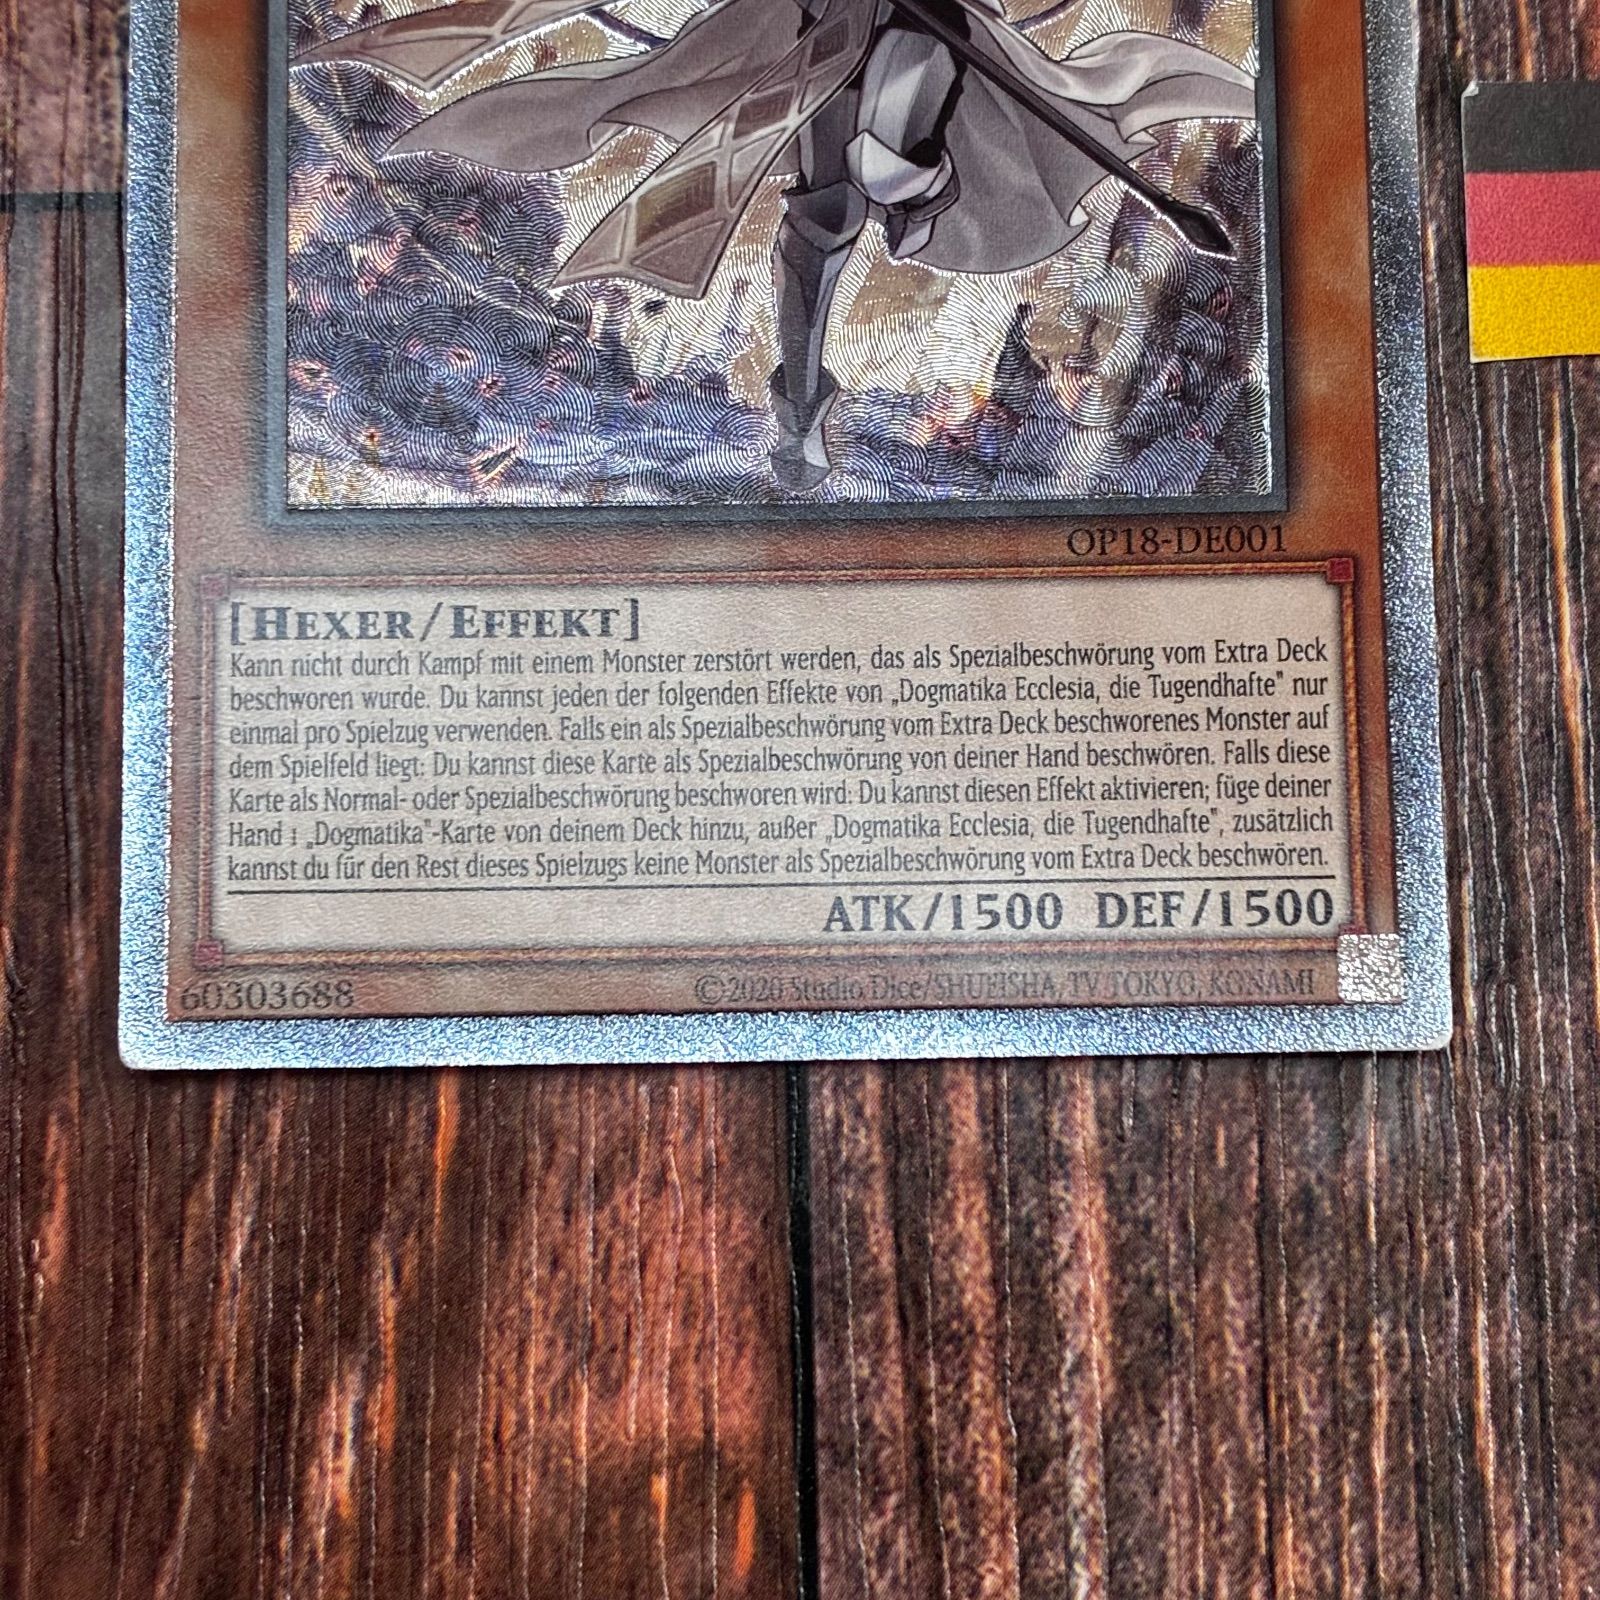 OP18-DE001
[HEXER/EFFEKT]
Kann nicht durch Kampf mit einem Monster zerstört werden, das als Spezialbeschwörung vom Extra Deck
beschworen wurde. Du kannst jeden der folgenden Effekte von „Dogmatika Ecclesia, die Tugendhafte" nur
einmal pro Spielzug verwenden. Falls ein als Spezialbeschwörung vom Extra Deck beschworenes Monster auf
dem Spielfeld liegt: Du kannst diese Karte als Spezialbeschwörung von deiner Hand beschwören. Falls diese
Karte als Normal- oder Spezialbeschwörung beschworen wird: Du kannst diesen Effekt aktivieren; füge deiner
Hand 1 „Dogmatika"-Karte von deinem Deck hinzu, außer „Dogmatika Ecclesia, die Tugendhafte", zusätzlich
kannst du für den Rest dieses Spielzugs keine Monster als Spezialbeschwörung vom Extra Deck beschwören.
ATK/1500 DEF/1500
60303688
©2020 Studio Dice/SHUEISHA, TV TOKYO, KONAMI